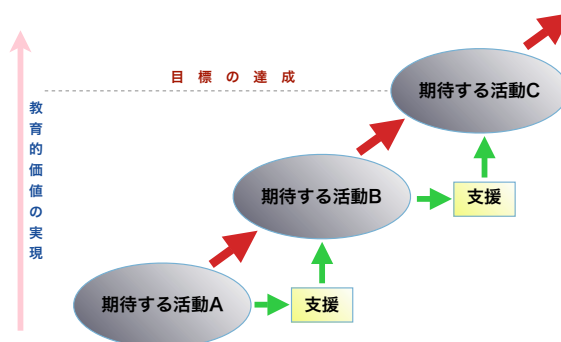 目標の達成
期待する活動C
教育的価値の実現
期待する活動B
支援
期待する活動A
支援